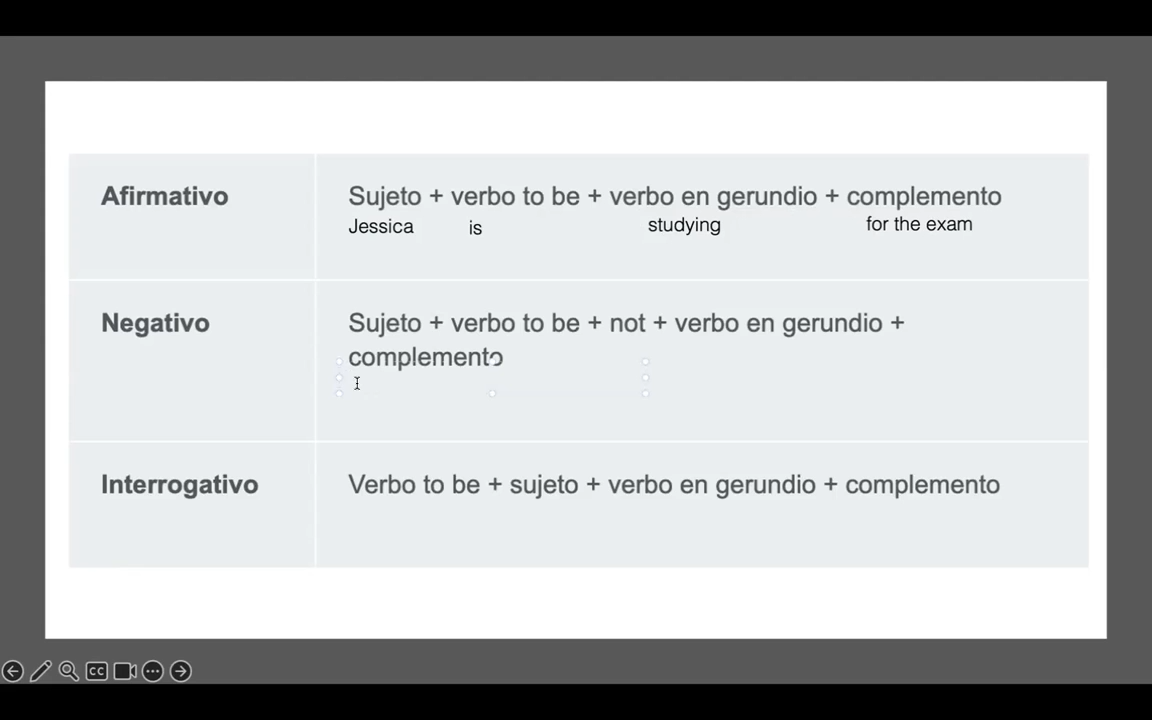 Afirmativo
Sujeto + verbo to be + verbo en gerundio + complemento
Jessica is studying for the exam
Negativo
Sujeto + verbo to be + not + verbo en gerundio +
complemento
Interrogativo
Verbo to be + sujeto + verbo en gerundio + complemento
CC